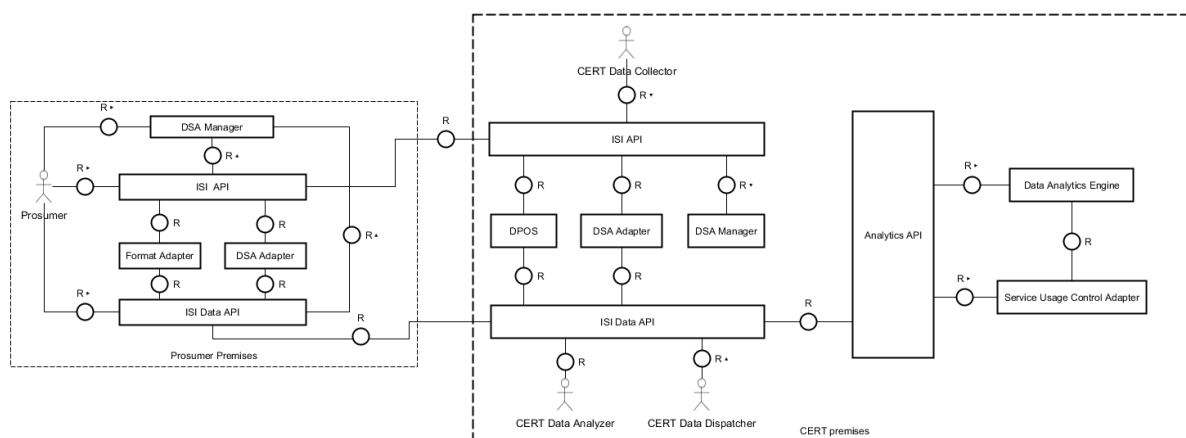 CERT Data Collector
R ▾
R ▸
DSA Manager
R
R ▴
ISI API
ISI API
Analytics API
R ▸
R ▸
Prosumer
ISI API
R
R
R
R
R ▾
Data Analytics Engine
Format Adapter
DSA Adapter
R ▴
DPOS
DSA Adapter
DSA Manager
R
R
R
R
R
R ▸
R ▸
Service Usage Control Adapter
ISI Data API
ISI Data API
R
R
Prosumer Premises
R
R ▴
CERT Data Analyzer
CERT Data Dispatcher
CERT premises